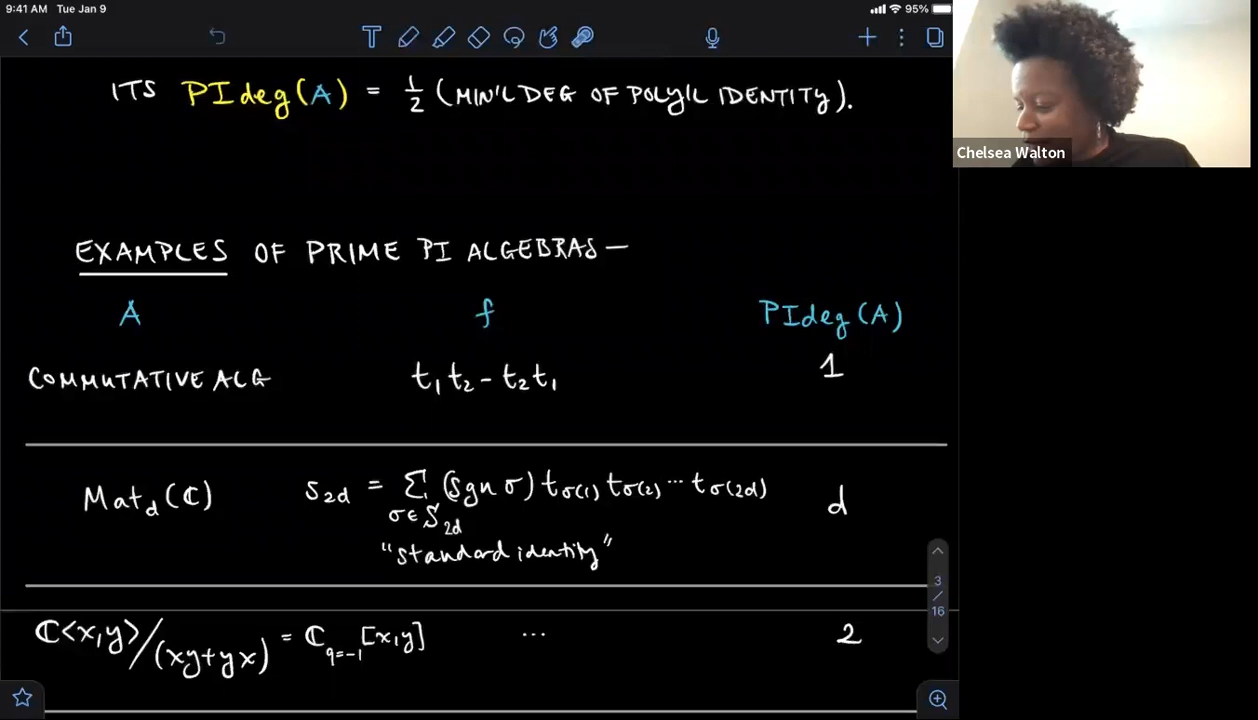 9:41 AM Tue Jan 9
95%
ITS PIdeg(A) = 1/2 (MIN'L DEG OF POLY'L IDENTITY).
Chelsea Walton
EXAMPLES OF PRIME PI ALGEBRAS —
A f PIdeg(A)
COMMUTATIVE ALG t₁t₂ - t₂t₁ 1
Mat_d(ℂ) s_2d = Σ_{σ∈S_2d} (sgn σ) t_σ(1) t_σ(2) ··· t_σ(2d) d
"standard identity"
3
/
16
ℂ<x,y>/(xy+yx) = ℂ_{q=-1}[x,y] ... 2